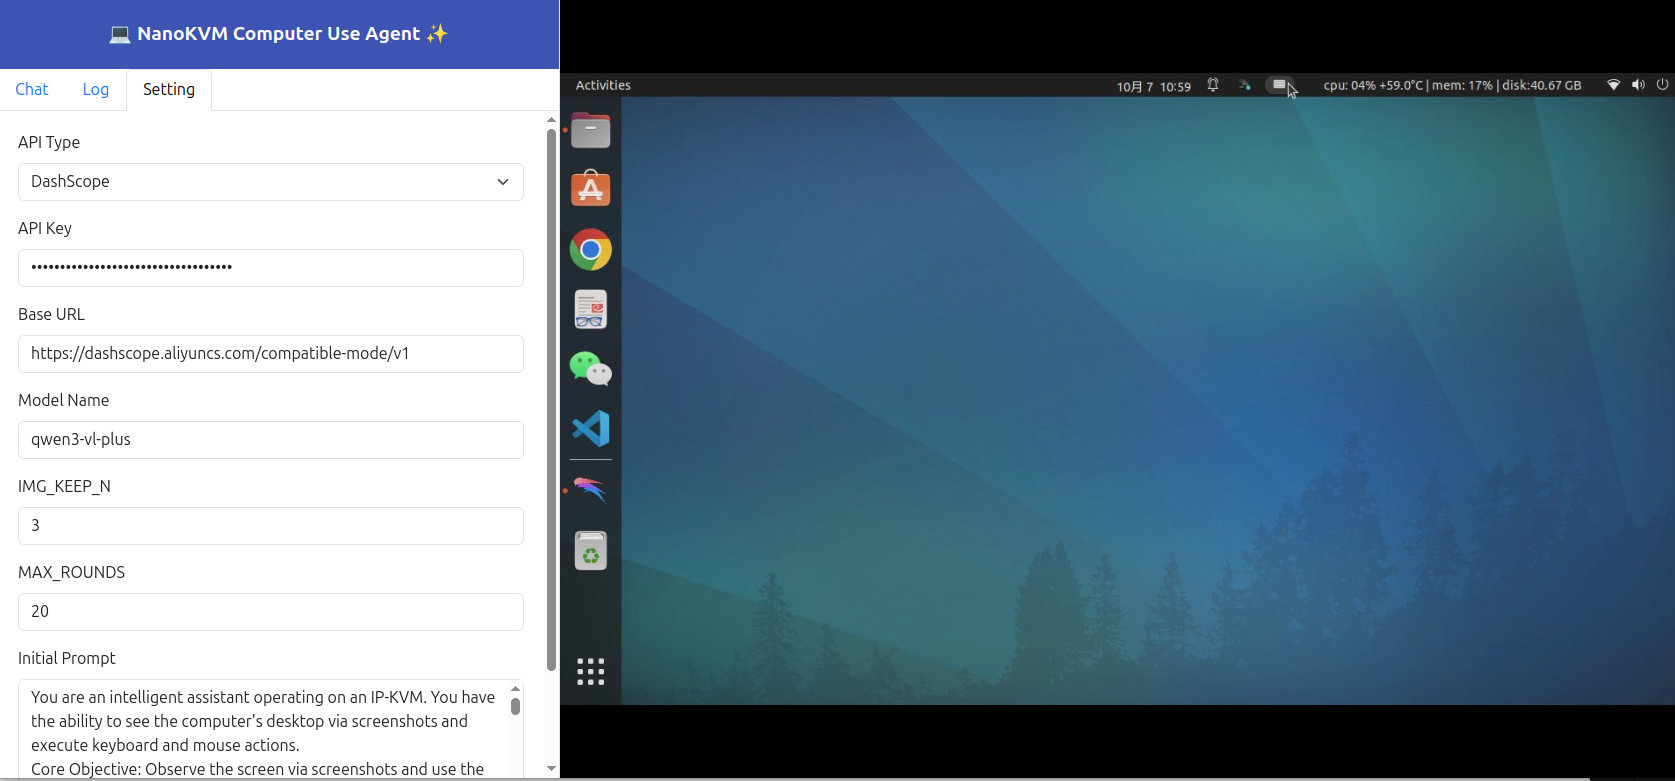 💻 NanoKVM Computer Use Agent ✨
Chat Log Setting
API Type
DashScope
API Key
••••••••••••••••••••••••••••••••••••
Base URL
https://dashscope.aliyuncs.com/compatible-mode/v1
Model Name
qwen3-vl-plus
IMG_KEEP_N
3
MAX_ROUNDS
20
Initial Prompt
You are an intelligent assistant operating on an IP-KVM. You have
the ability to see the computer's desktop via screenshots and
execute keyboard and mouse actions.
Core Objective: Observe the screen via screenshots and use the
Activities
10月 7 10:59
cpu: 04% +59.0°C | mem: 17% | disk:40.67 GB